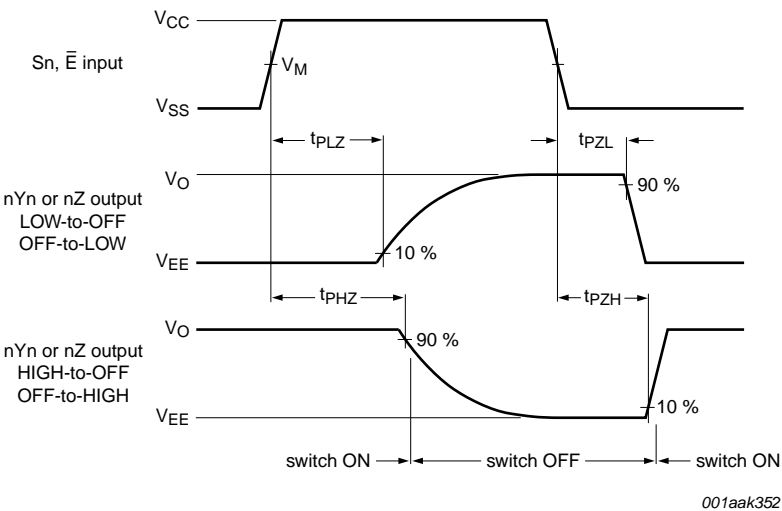 VCC
Sn, E̅ input
VM
VSS
tPLZ
tPZL
VO
nYn or nZ output
LOW-to-OFF
OFF-to-LOW
90 %
10 %
VEE
tPHZ
tPZH
VO
nYn or nZ output
HIGH-to-OFF
OFF-to-HIGH
90 %
10 %
VEE
switch ON
switch OFF
switch ON
001aak352